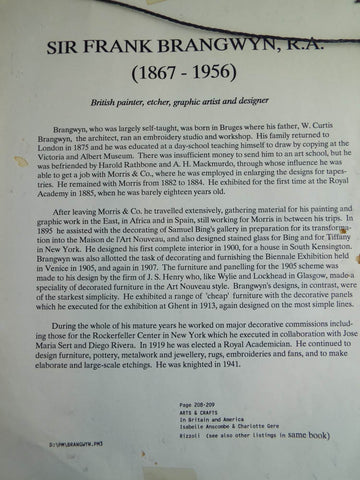 SIR FRANK BRANGWYN, R.A.
(1867 - 1956)
British painter, etcher, graphic artist and designer
Brangwyn, who was largely self-taught, was born in Bruges where his father, W. Curtis
Brangwyn, the architect, ran an embroidery studio and workshop. His family returned to
London in 1875 and he was educated at a day-school teaching himself to draw by copying at the
Victoria and Albert Museum. There was insufficient money to send him to an art school, but he
was befriended by Harold Rathbone and A. H. Mackmurdo, through whose influence he was
able to get a job with Morris & Co., where he was employed in enlarging the designs for tapes-
tries. He remained with Morris from 1882 to 1884. He exhibited for the first time at the Royal
Academy in 1885, when he was barely eighteen years old.
After leaving Morris & Co. he travelled extensively, gathering material for his painting and
graphic work in the East, in Africa and in Spain, still working for Morris in between his trips. In
1895 he assisted with the decorating of Samuel Bing's gallery in preparation for its transforma-
tion into the Maison de l'Art Nouveau, and also designed stained glass for Bing and for Tiffany
in New York. He designed his first complete interior in 1900, for a house in South Kensington.
Brangwyn was also allotted the task of decorating and furnishing the Biennale Exhibition held
in Venice in 1905, and again in 1907. The furniture and panelling for the 1905 scheme was
made to his design by the firm of J. S. Henry who, like Wylie and Lockhead in Glasgow, made a
speciality of decorated furniture in the Art Nouveau style. Brangwyn's designs, in contrast, were
of the starkest simplicity. He exhibited a range of 'cheap' furniture with the decorative panels
which he executed for the exhibition at Ghent in 1913, again designed on the most simple lines.
During the whole of his mature years he worked on major decorative commissions includ-
ing those for the Rockerfeller Center in New York which he executed in collaboration with Jose
Maria Sert and Diego Rivera. In 1919 he was elected a Royal Academician. He continued to
design furniture, pottery, metalwork and jewellery, rugs, embroideries and fans, and to make
elaborate and large-scale etchings. He was knighted in 1941.
Page 208-209
ARTS & CRAFTS
In Britain and America
Isabelle Anscombe & Charlotte Gere
Rizzoli (see also other listings in same book)
D:\PM\BRANGWYN.PM3